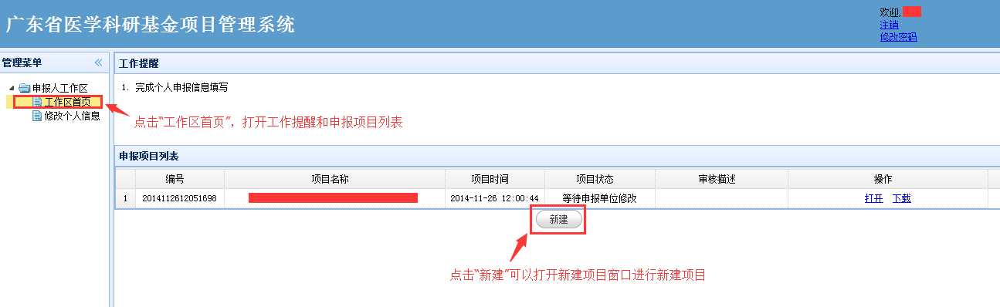 广东省医学科研基金项目管理系统
欢迎,
注销
修改密码
管理菜单
申报人工作区
工作区首页
修改个人信息
工作提醒
1. 完成个人申报信息填写
点击“工作区首页”，打开工作提醒和申报项目列表
申报项目列表
编号 项目名称 项目时间 项目状态 审核描述 操作
1 2014112612051698 2014-11-26 12:00:44 等待申报单位修改 打开 下载
新建
点击“新建”可以打开新建项目窗口进行新建项目